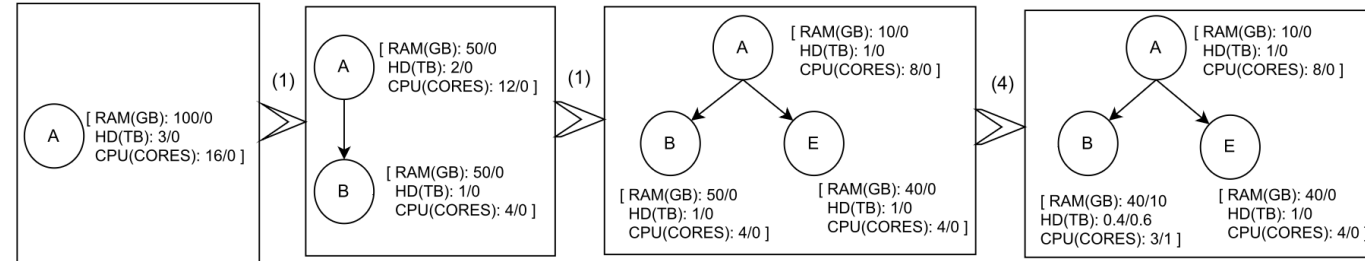 A
[ RAM(GB): 100/0
HD(TB): 3/0
CPU(CORES): 16/0 ]
(1)
A
[ RAM(GB): 50/0
HD(TB): 2/0
CPU(CORES): 12/0 ]
B
[ RAM(GB): 50/0
HD(TB): 1/0
CPU(CORES): 4/0 ]
(1)
A
[ RAM(GB): 10/0
HD(TB): 1/0
CPU(CORES): 8/0 ]
B
[ RAM(GB): 50/0
HD(TB): 1/0
CPU(CORES): 4/0 ]
E
[ RAM(GB): 40/0
HD(TB): 1/0
CPU(CORES): 4/0 ]
(4)
A
[ RAM(GB): 10/0
HD(TB): 1/0
CPU(CORES): 8/0 ]
B
[ RAM(GB): 40/10
HD(TB): 0.4/0.6
CPU(CORES): 3/1 ]
E
[ RAM(GB): 40/0
HD(TB): 1/0
CPU(CORES): 4/0 ]